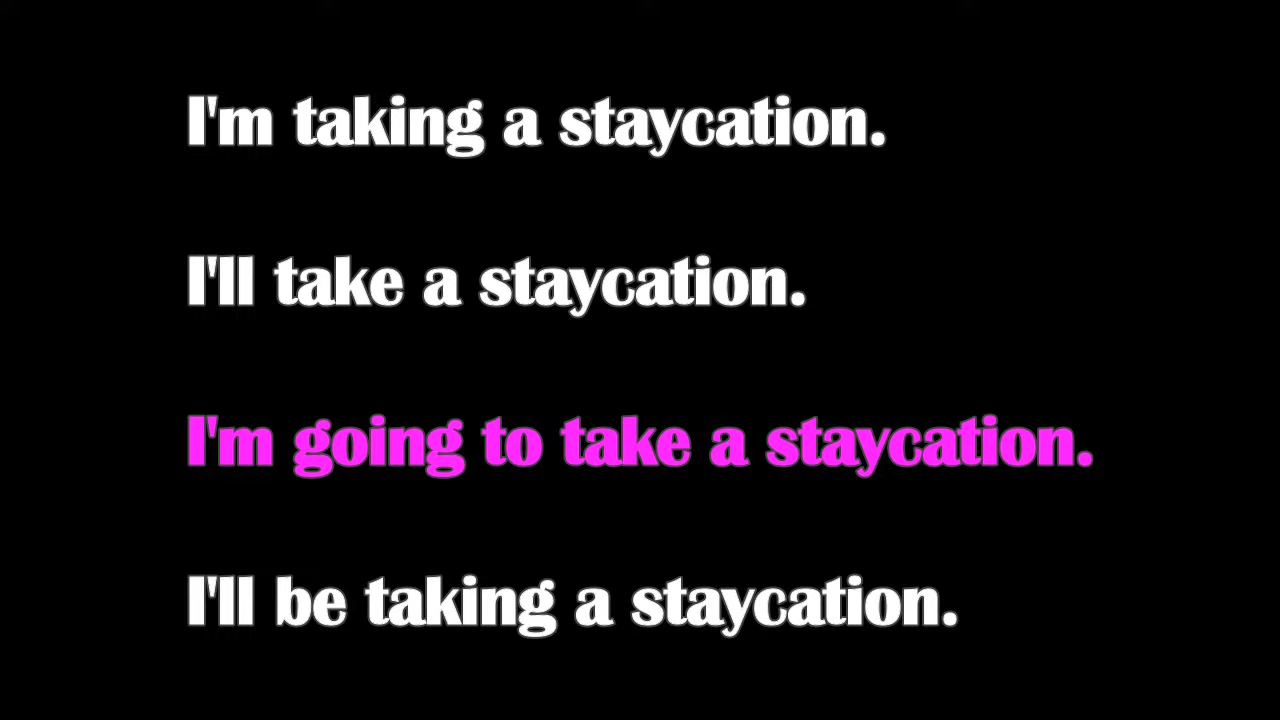 I'm taking a staycation.
I'll take a staycation.
I'm going to take a staycation.
I'll be taking a staycation.